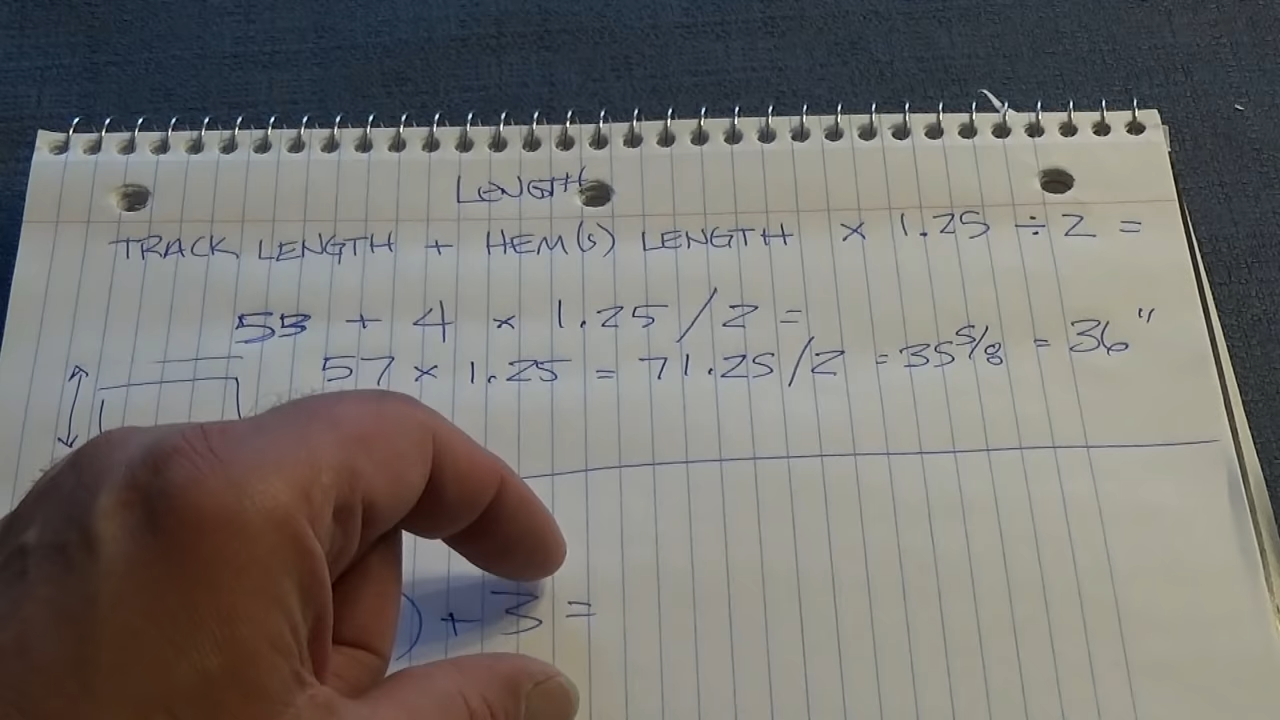 LENGTH
TRACK LENGTH + HEM(S) LENGTH × 1.25 ÷ 2 =
53 + 4 × 1.25 / 2 =
57 × 1.25 = 71.25 / 2 = 35 5/8 = 36"
) + 3 =